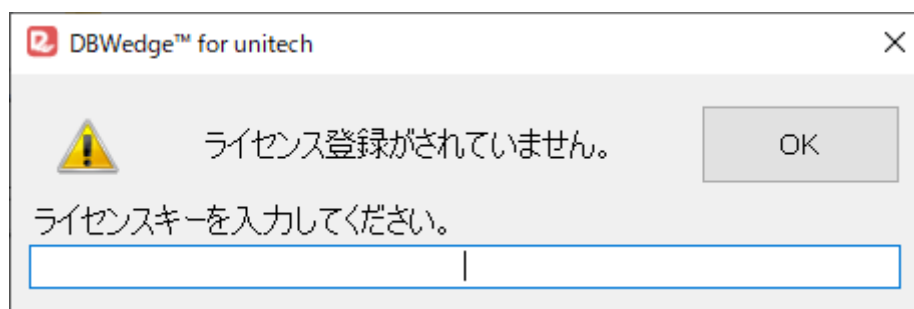 DBWedge™ for unitech
ライセンス登録がされていません。
OK
ライセンスキーを入力してください。